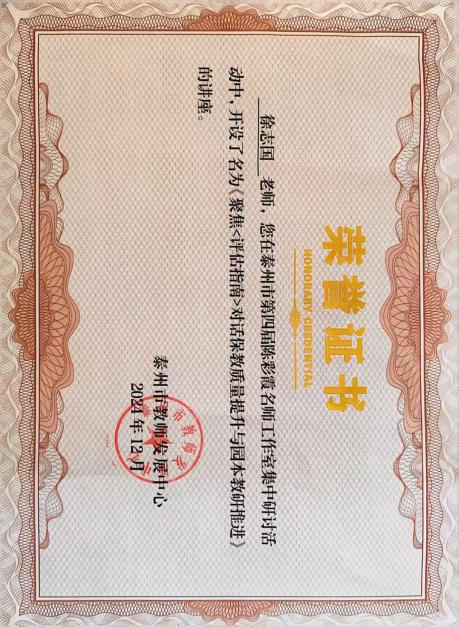 荣誉证书
HONORARY CREDENTIAL
徐志国 老师，您在泰州市第四届陈彩霞名师工作室集中研讨活
动中，开设了名为《聚焦<评估指南>对话保教质量提升与园本教研推进》
的讲座。
泰州市教师发展中心
2024年12月